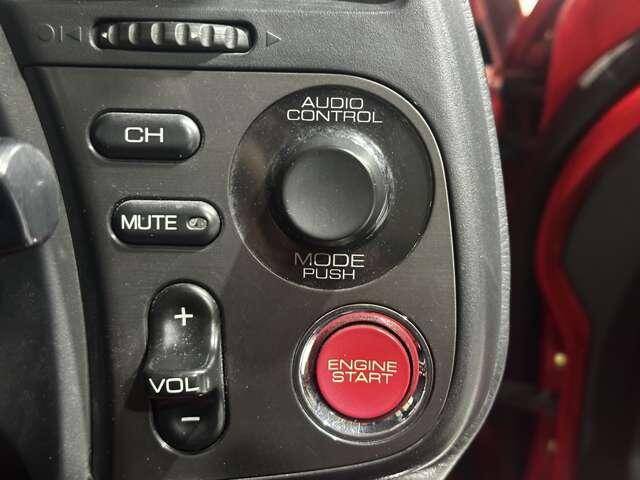 AUDIO
CONTROL
CH
MUTE
MODE
PUSH
+
VOL
−
ENGINE
START